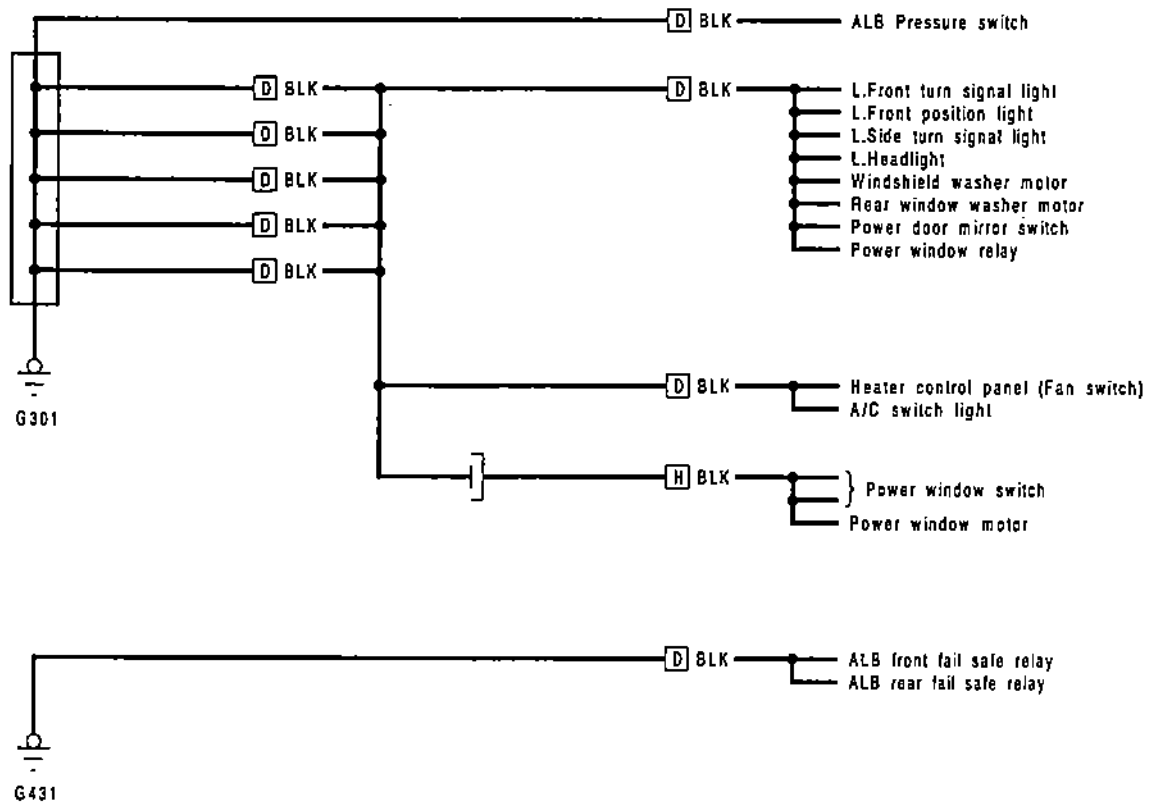 D BLK ALB Pressure switch
D BLK D BLK L.Front turn signal light
L.Front position light
D BLK L.Side turn signal light
L.Headlight
D BLK Windshield washer motor
Rear window washer motor
D BLK Power door mirror switch
Power window relay
D BLK
G301
D BLK Heater control panel (Fan switch)
A/C switch light
H BLK Power window switch
Power window motor
D BLK ALB front fail safe relay
ALB rear fail safe relay
G431